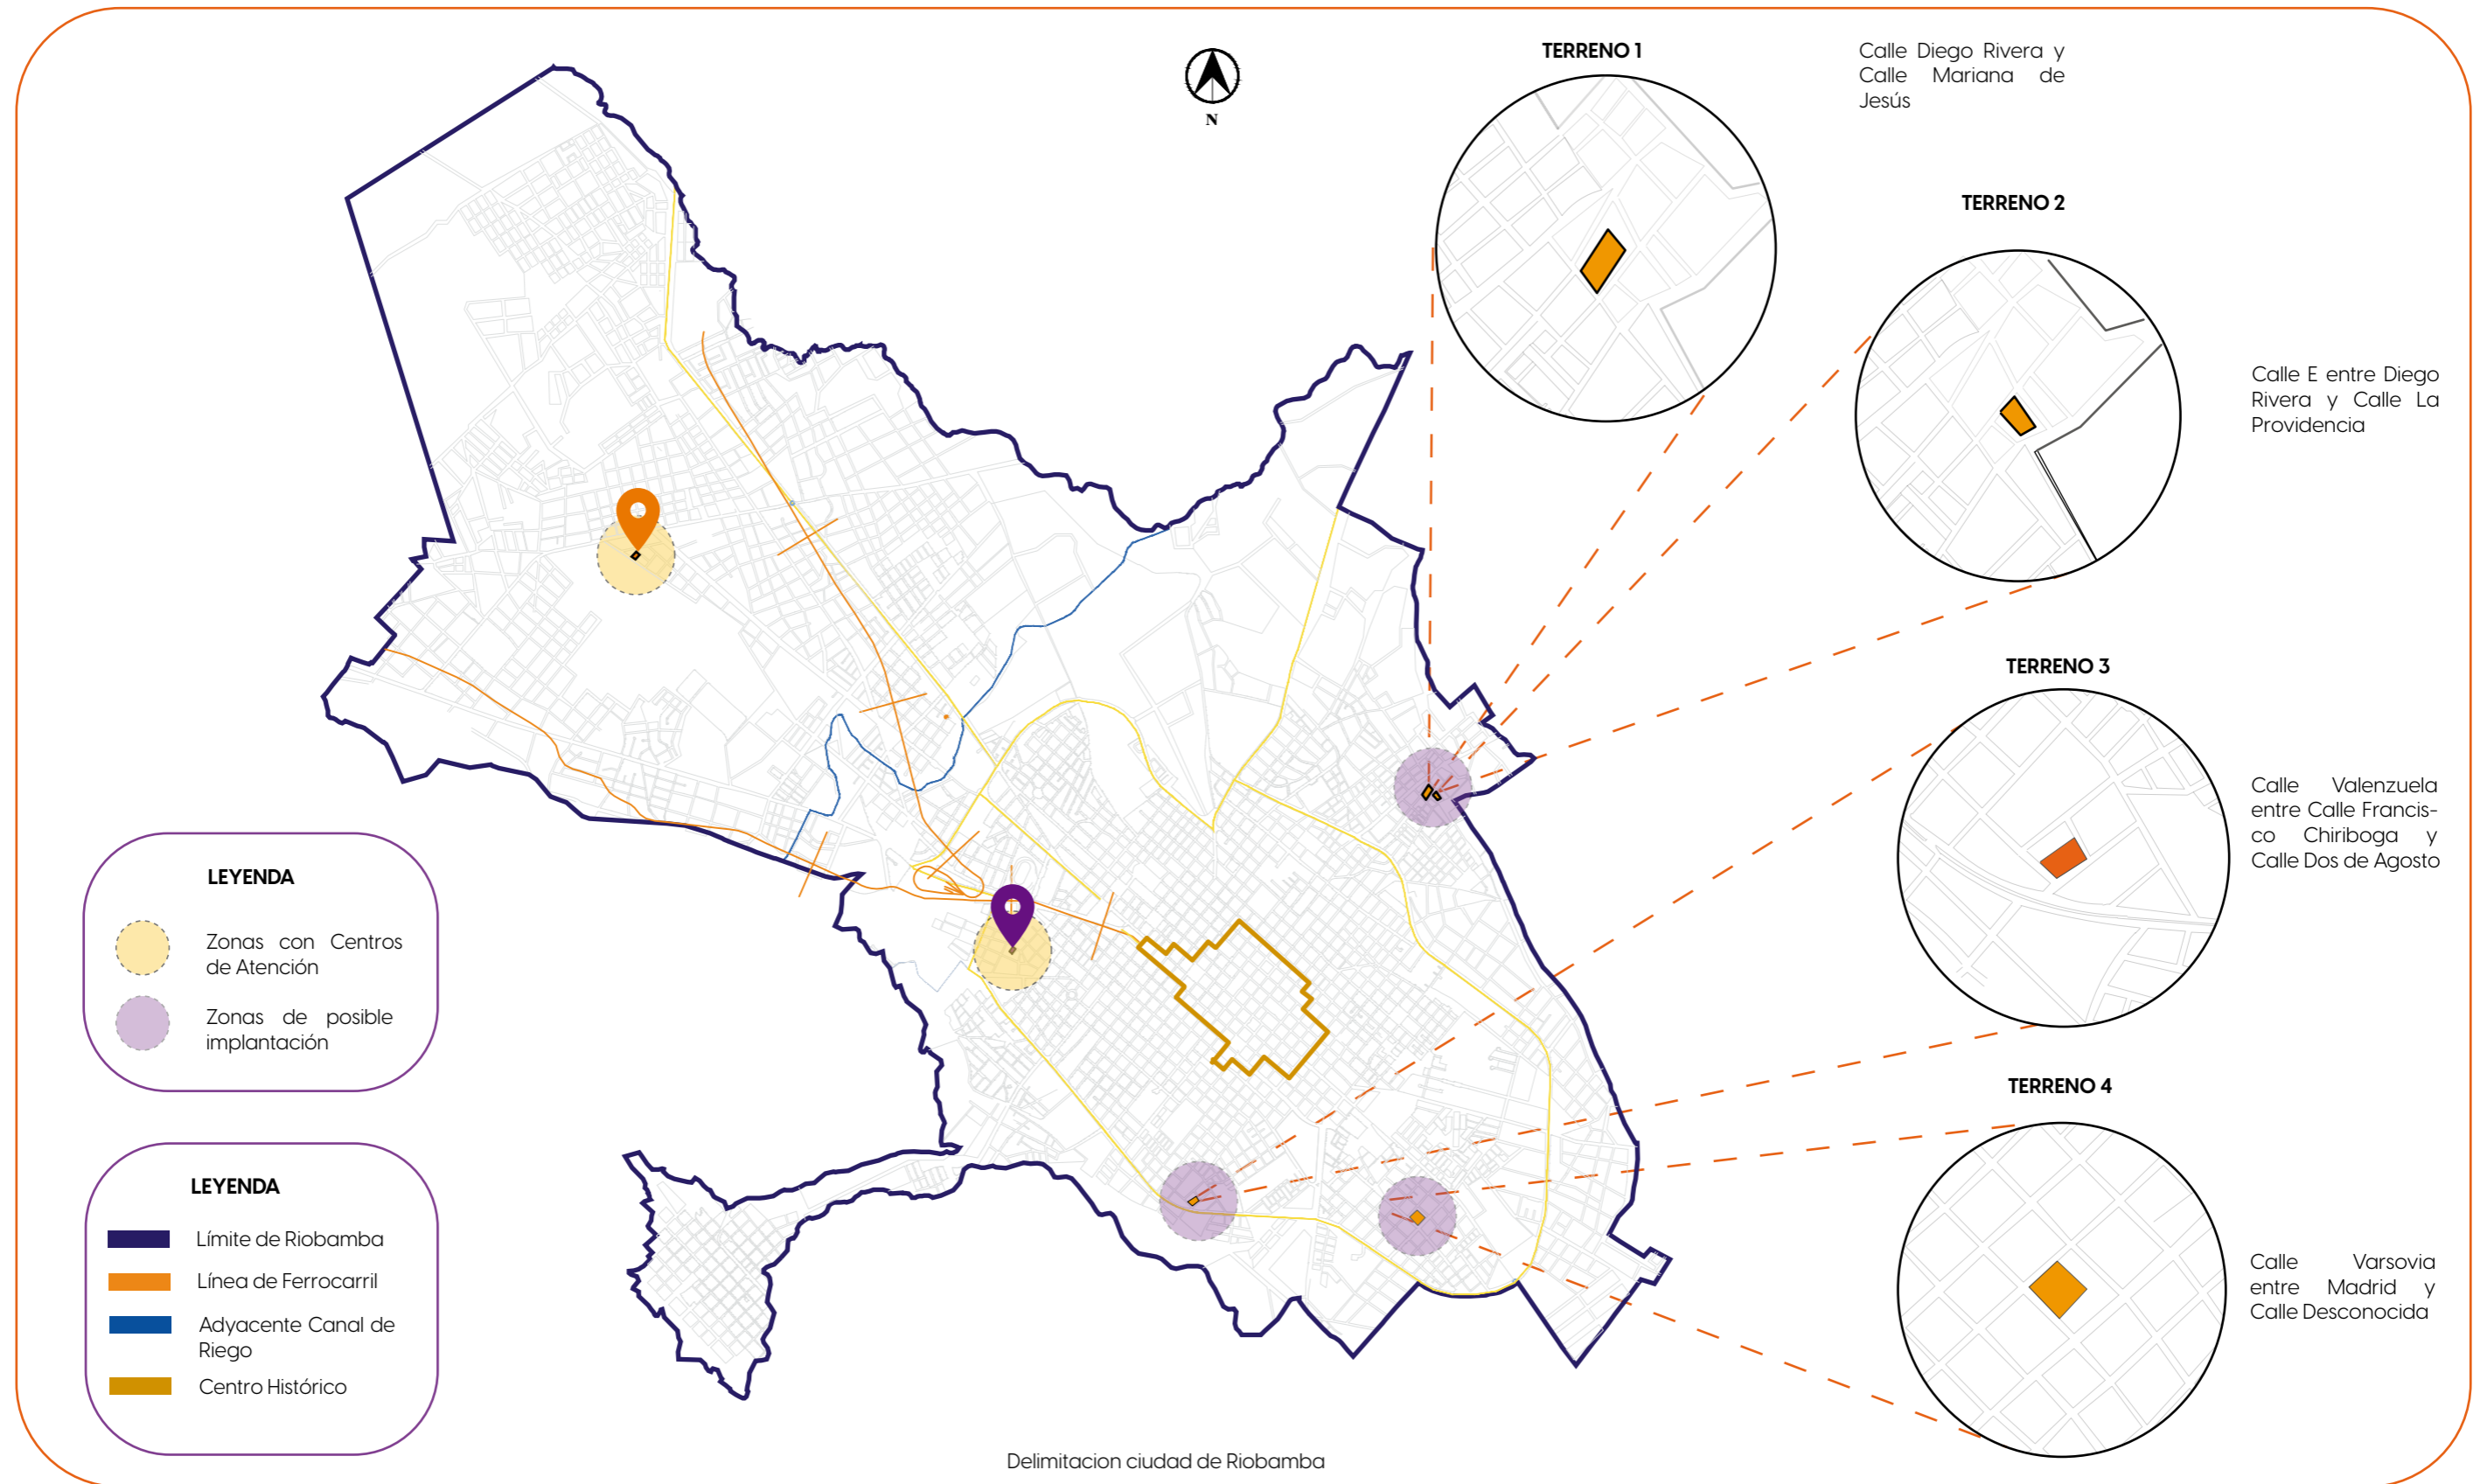 TERRENO 1
Calle Diego Rivera y
Calle Mariana de
Jesús
N
TERRENO 2
Calle E entre Diego
Rivera y Calle La
Providencia
TERRENO 3
Calle Valenzuela
entre Calle Francis-
co Chiriboga y
Calle Dos de Agosto
LEYENDA
Zonas con Centros
de Atención
Zonas de posible
implantación
TERRENO 4
Calle Varsovia
entre Madrid y
Calle Desconocida
LEYENDA
Límite de Riobamba
Línea de Ferrocarril
Adyacente Canal de
Riego
Centro Histórico
Delimitacion ciudad de Riobamba